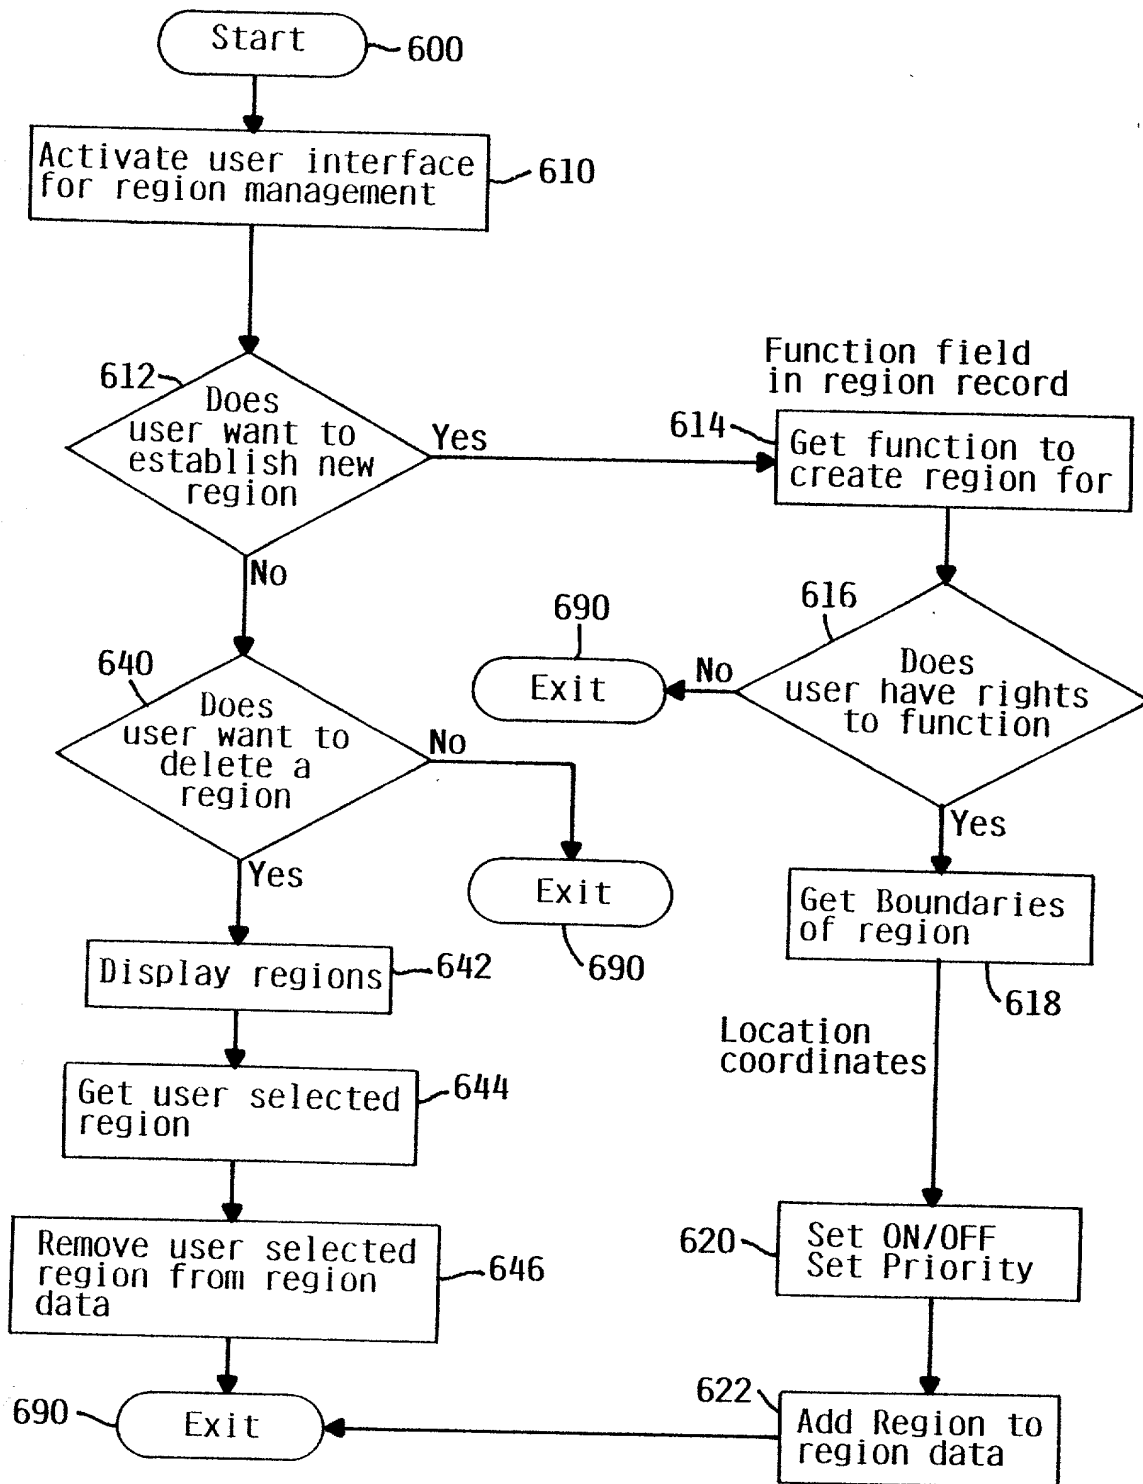 Start
600
Activate user interface
for region management
610
612
Does
user want to
establish new
region
Yes
No
Function field
in region record
614
Get function to
create region for
616
Does
user have rights
to function
No
690
Exit
Yes
640
Does
user want to
delete a
region
No
Yes
Exit
690
Get Boundaries
of region
618
Location
coordinates
Display regions
642
Get user selected
region
644
Remove user selected
region from region
data
646
620
Set ON/OFF
Set Priority
622
Add Region to
region data
690
Exit